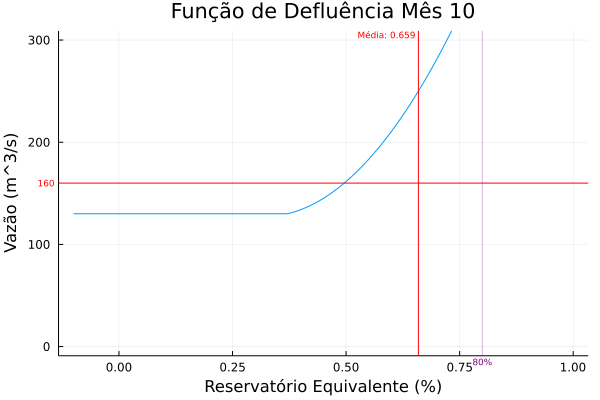 Função de Defluência Mês 10
300
Média: 0.659
200
160
100
0
Vazão (m^3/s)
0.00
0.25
0.50
0.75
80%
1.00
Reservatório Equivalente (%)